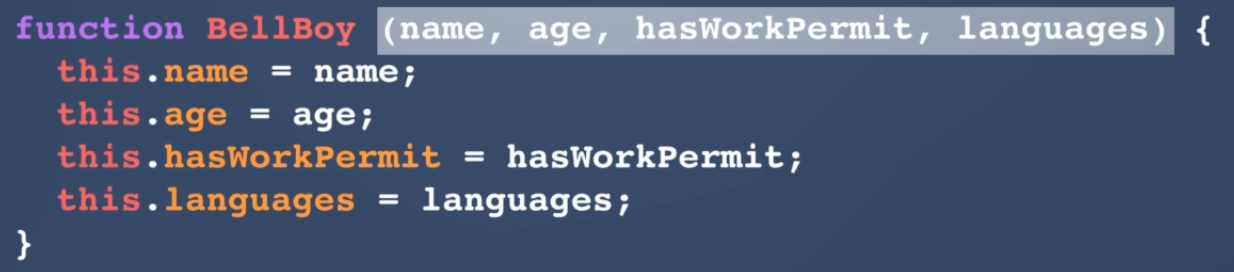 function BellBoy (name, age, hasWorkPermit, languages) {
  this.name = name;
  this.age = age;
  this.hasWorkPermit = hasWorkPermit;
  this.languages = languages;
}